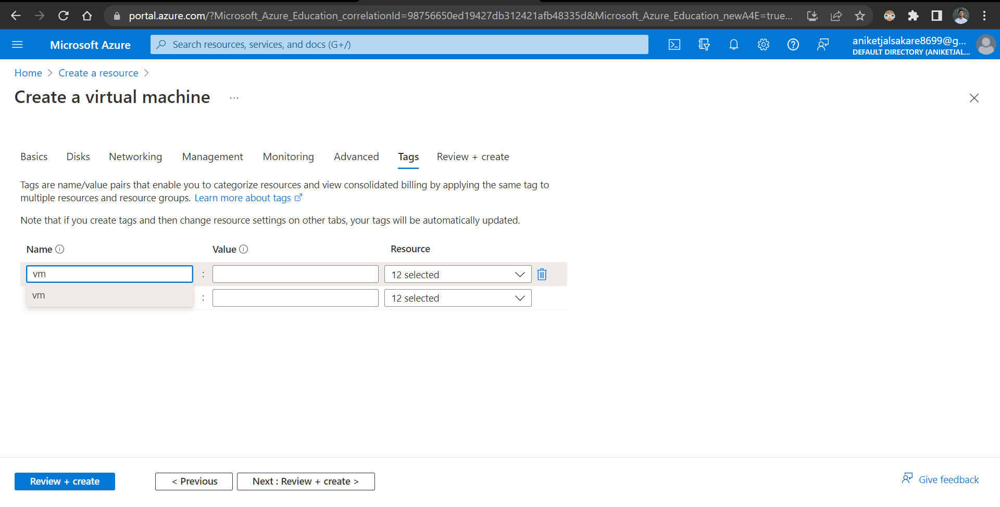 portal.azure.com/?Microsoft_Azure_Education_correlationId=98756650ed19427db312421afb48335d&Microsoft_Azure_Education_newA4E=true...
Microsoft Azure
Search resources, services, and docs (G+/)
aniketjalsakare8699@g...
DEFAULT DIRECTORY (ANIKETJAL...
Home > Create a resource >
Create a virtual machine ...
Basics Disks Networking Management Monitoring Advanced Tags Review + create
Tags are name/value pairs that enable you to categorize resources and view consolidated billing by applying the same tag to
multiple resources and resource groups. Learn more about tags
Note that if you create tags and then change resource settings on other tabs, your tags will be automatically updated.
Name Value Resource
vm : 12 selected
vm : 12 selected
Review + create < Previous Next : Review + create > Give feedback